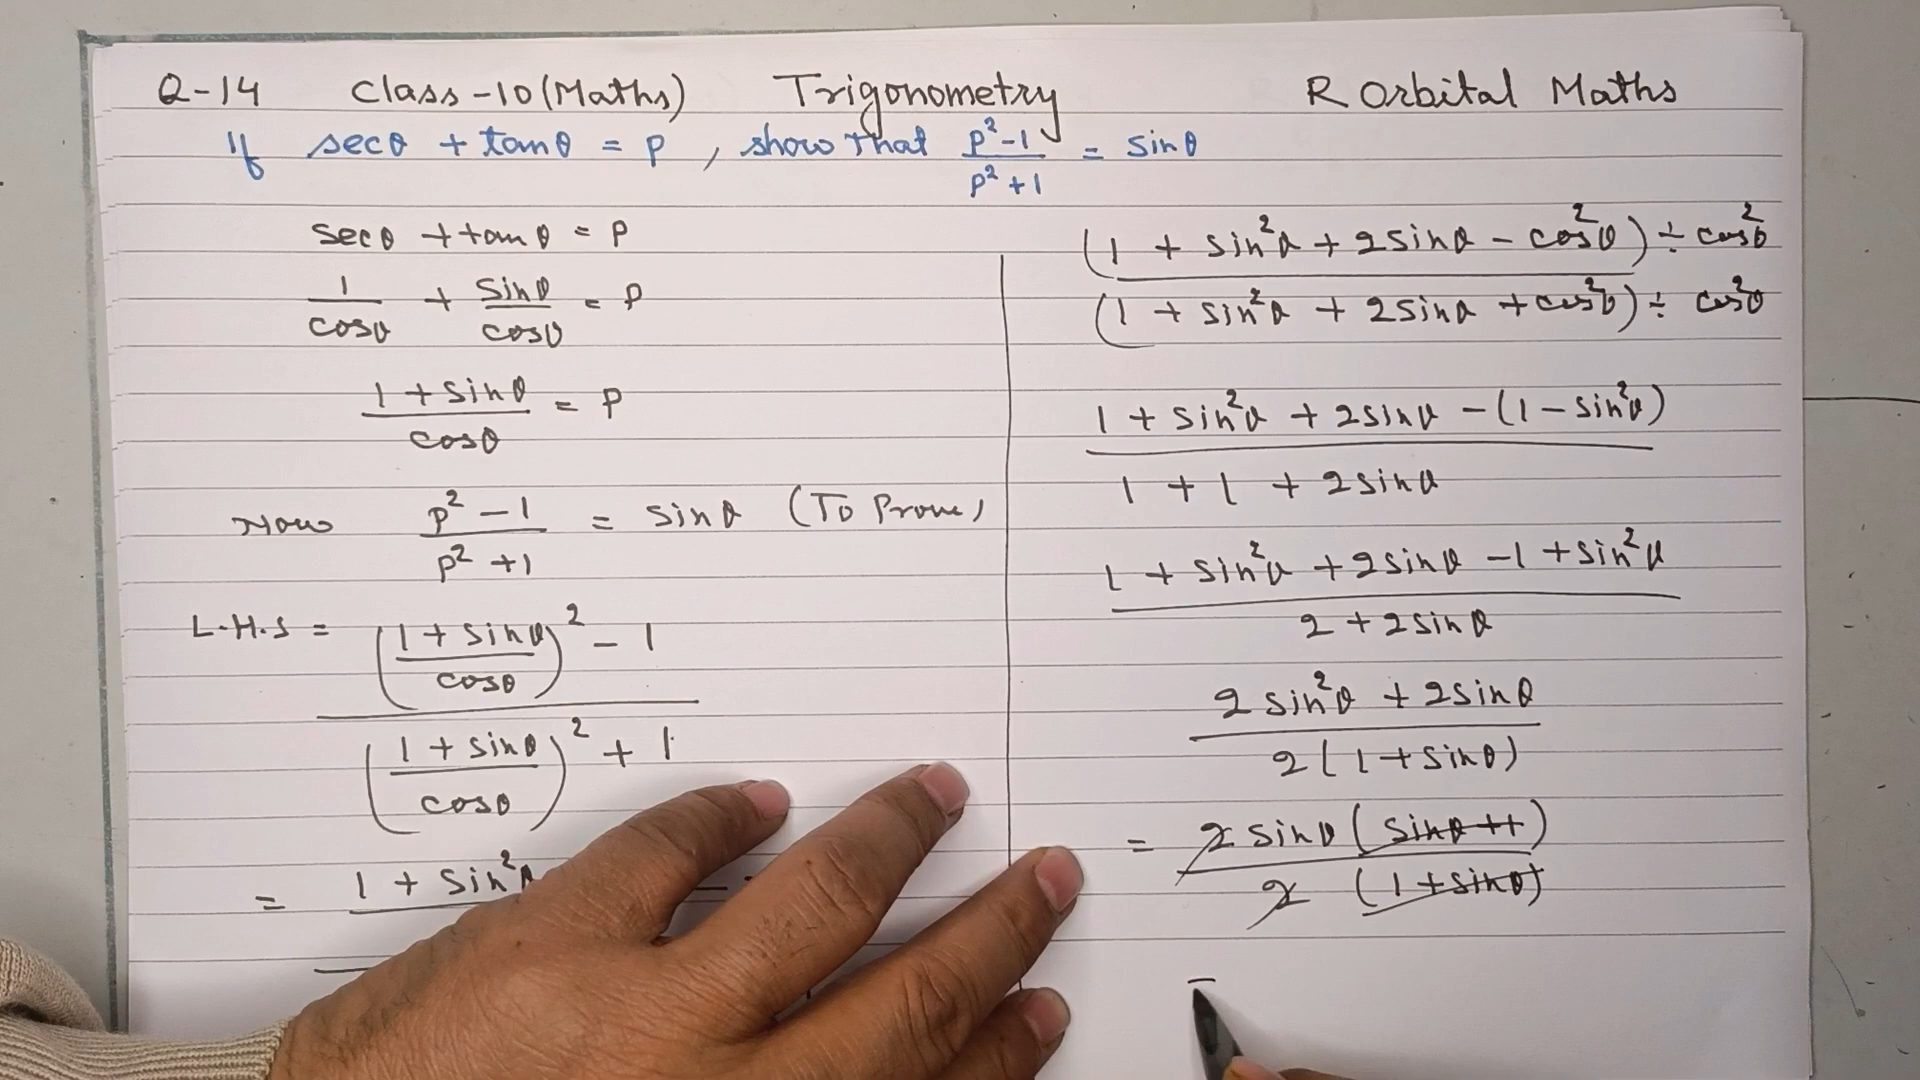 Q-14 Class-10 (Maths) Trigonometry R Orbital Maths
If secθ + tanθ = p , show that (p²-1)/(p²+1) = sinθ
secθ + tanθ = p
1/cosθ + sinθ/cosθ = p
(1 + sinθ)/cosθ = p
Now (p² - 1)/(p² + 1) = sinθ (To Prove)
L.H.S = (((1 + sinθ)/cosθ)² - 1)/(((1 + sinθ)/cosθ)² + 1)
= 1 + sin²
(1 + sin²θ + 2sinθ - cos²θ) ÷ cos²θ
(1 + sin²θ + 2sinθ + cos²θ) ÷ cos²θ
1 + sin²θ + 2sinθ - (1 - sin²θ)
1 + 1 + 2sinθ
1 + sin²θ + 2sinθ - 1 + sin²θ
2 + 2sinθ
2sin²θ + 2sinθ
2(1 + sinθ)
= 2sinθ (sinθ+1)
2 (1+sinθ)